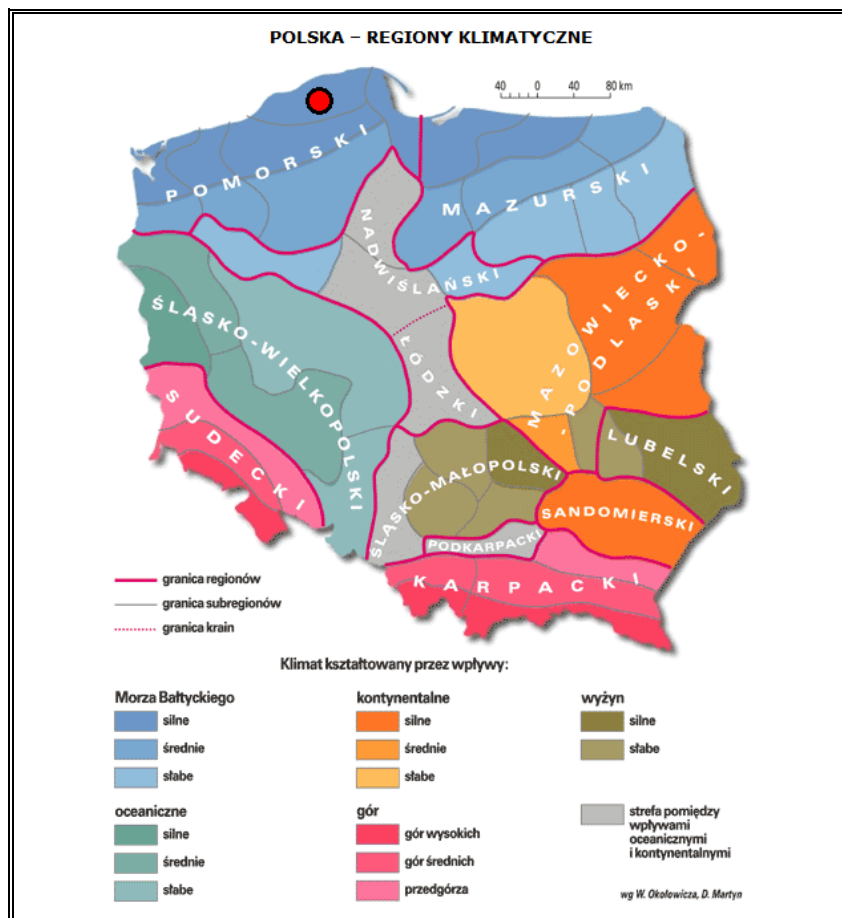 POLSKA – REGIONY KLIMATYCZNE
40 0 40 80 km
POMORSKI
MAZURSKI
NADWIŚLAŃSKI
MAZOWIECKO-
-PODLASKI
ŚLĄSKO-WIELKOPOLSKI
ŁÓDZKI
SUDECKI
LUBELSKI
ŚLĄSKO-MAŁOPOLSKI
SANDOMIERSKI
PODKARPACKI
KARPACKI
granica regionów
granica subregionów
granica krain
Klimat kształtowany przez wpływy:
Morza Bałtyckiego
silne
średnie
słabe
kontynentalne
silne
średnie
słabe
wyżyn
silne
słabe
oceaniczne
silne
średnie
słabe
gór
gór wysokich
gór średnich
przedgórza
strefa pomiędzy
wpływami
oceanicznymi
i kontynentalnymi
wg W. Okołowicza, D. Martyn